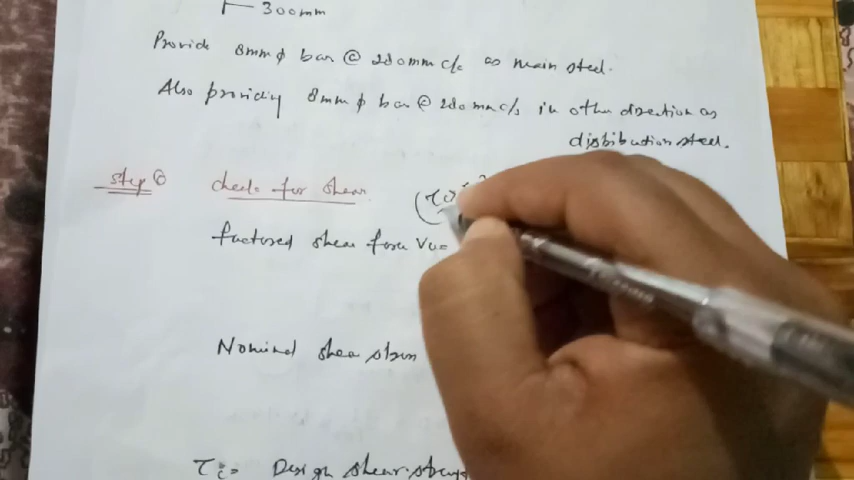 300mm
Provide 8mm ϕ bar @ 280mm c/c as main steel.
Also providing 8mm ϕ bar @ 280mm c/c in other direction as
distribution steel.
Step 6 check for shear
factored shear force Vu =
Nominal shear stress
τc = Design shear